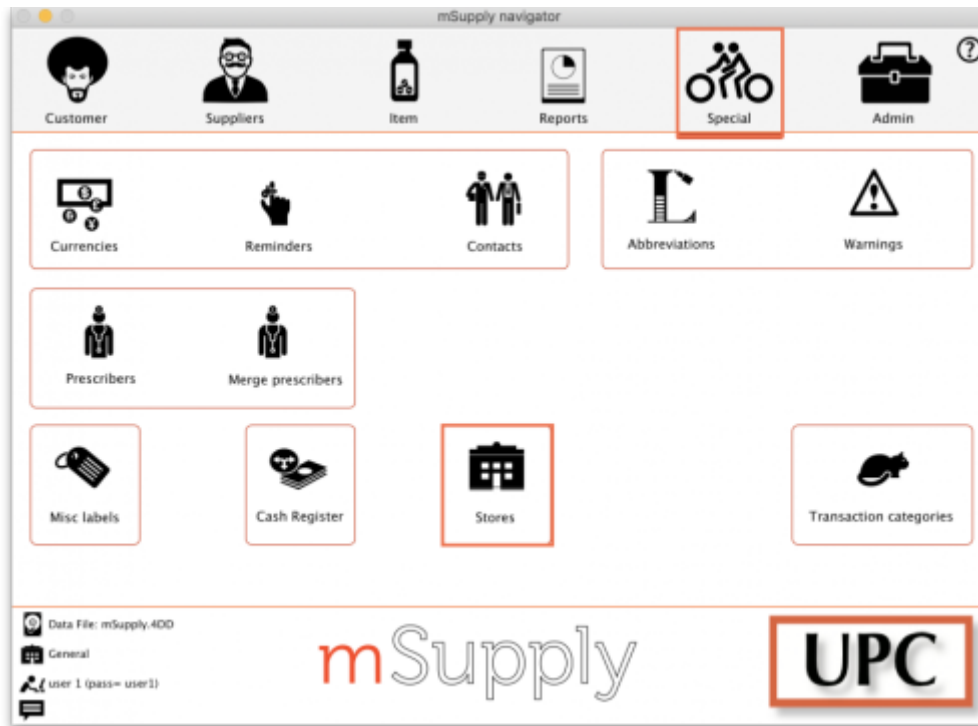 mSupply navigator
Customer
Suppliers
Item
Reports
Special
Admin
?
Currencies
Reminders
Contacts
Abbreviations
Warnings
Prescribers
Merge prescribers
Misc labels
Cash Register
Stores
Transaction categories
Data File: mSupply.4DD
General
user 1 (pass= user1)
mSupply
UPC